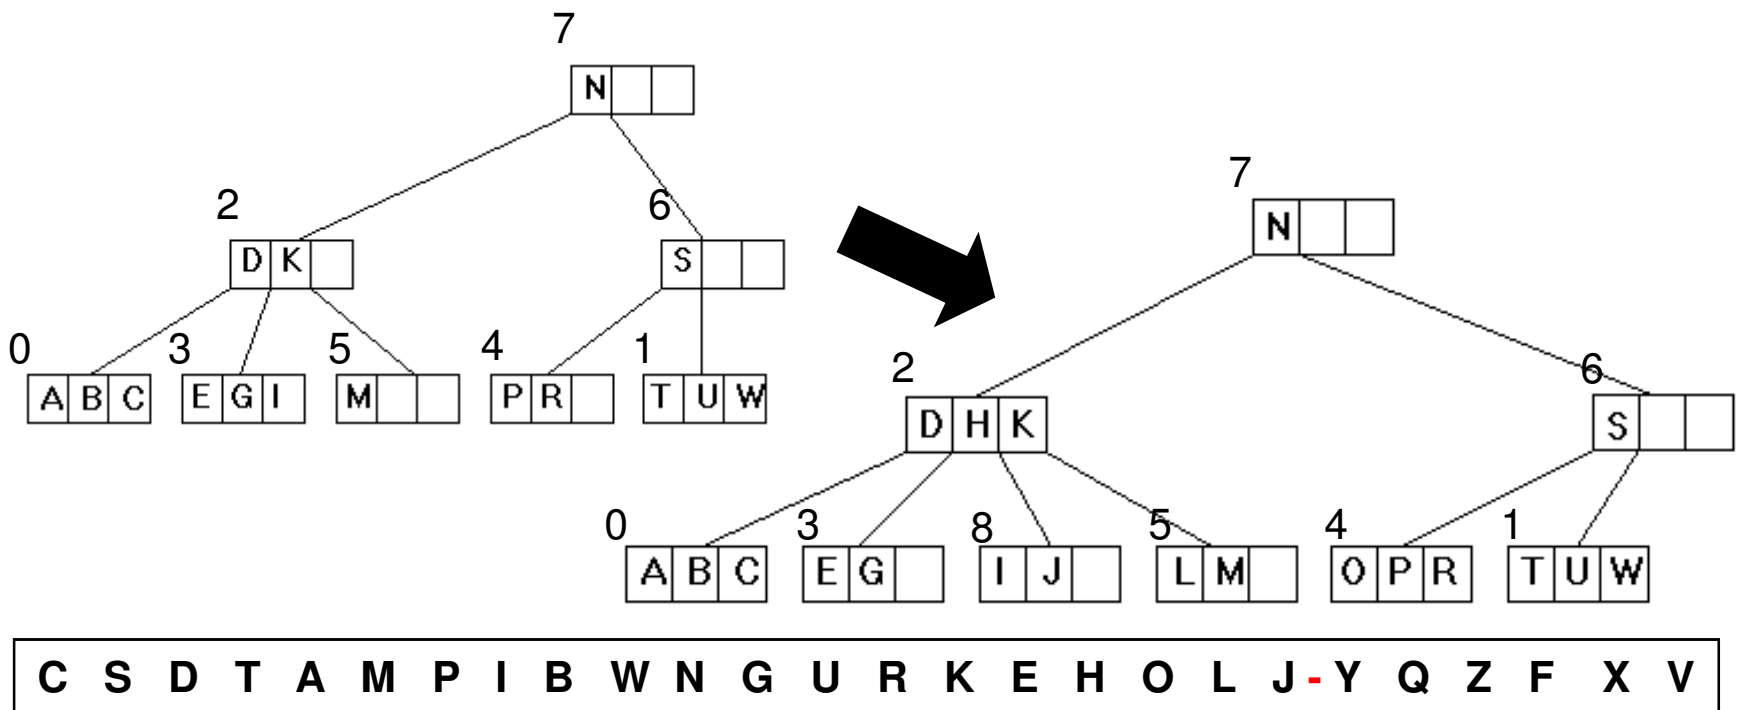 7
N
2
6
D K
S
0
3
5
4
1
A B C
E G I
M
P R
T U W
7
N
2
6
D H K
S
0
3
8
5
4
1
A B C
E G
I J
L M
O P R
T U W
C S D T A M P I B W N G U R K E H O L J - Y Q Z F X V